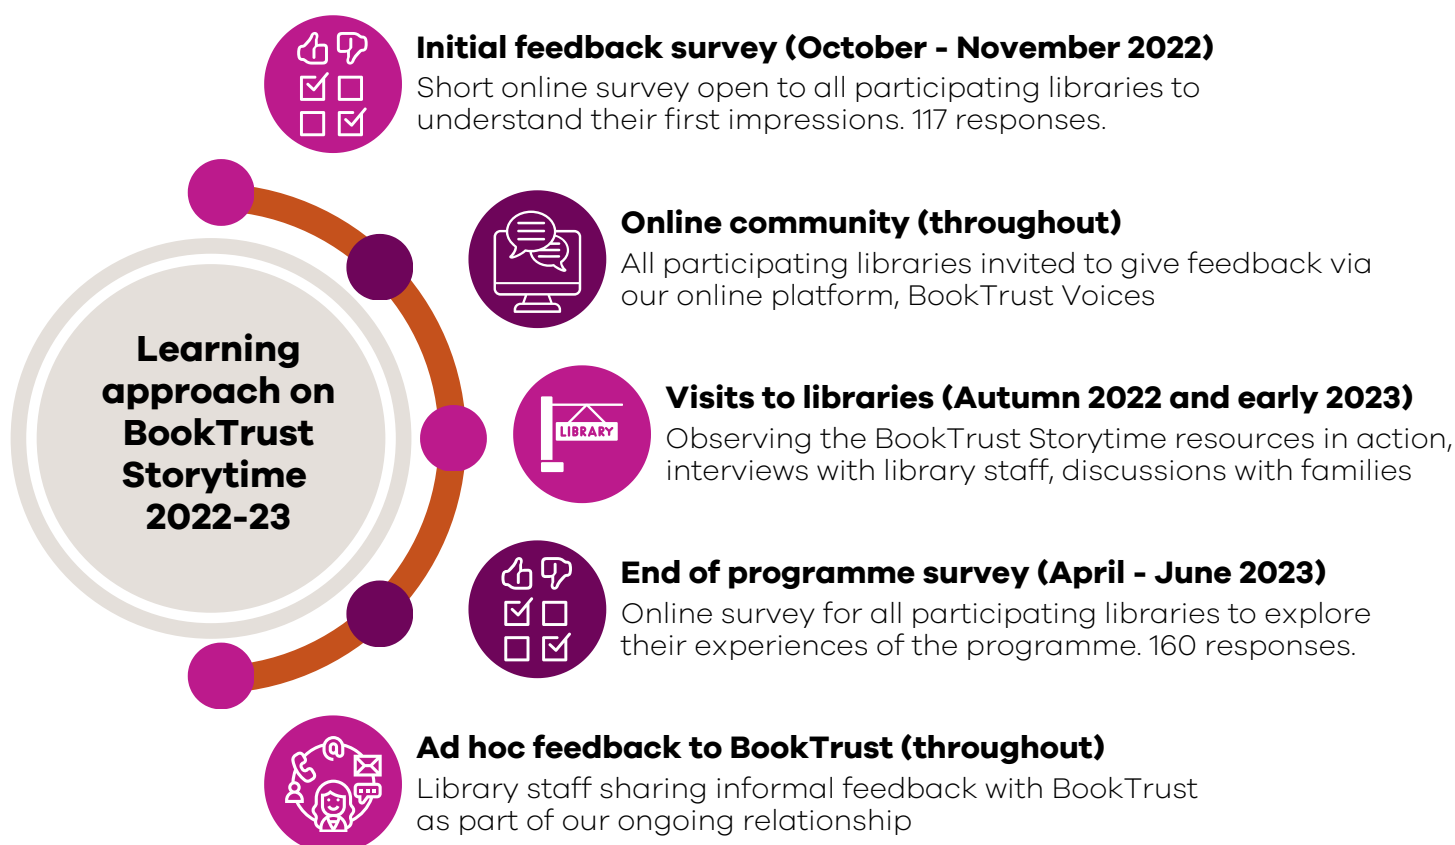 Initial feedback survey (October - November 2022)
Short online survey open to all participating libraries to
understand their first impressions. 117 responses.
Online community (throughout)
All participating libraries invited to give feedback via
our online platform, BookTrust Voices
Learning
approach on
BookTrust
Storytime
2022-23
LIBRARY
Visits to libraries (Autumn 2022 and early 2023)
Observing the BookTrust Storytime resources in action,
interviews with library staff, discussions with families
End of programme survey (April - June 2023)
Online survey for all participating libraries to explore
their experiences of the programme. 160 responses.
@
Ad hoc feedback to BookTrust (throughout)
Library staff sharing informal feedback with BookTrust
as part of our ongoing relationship